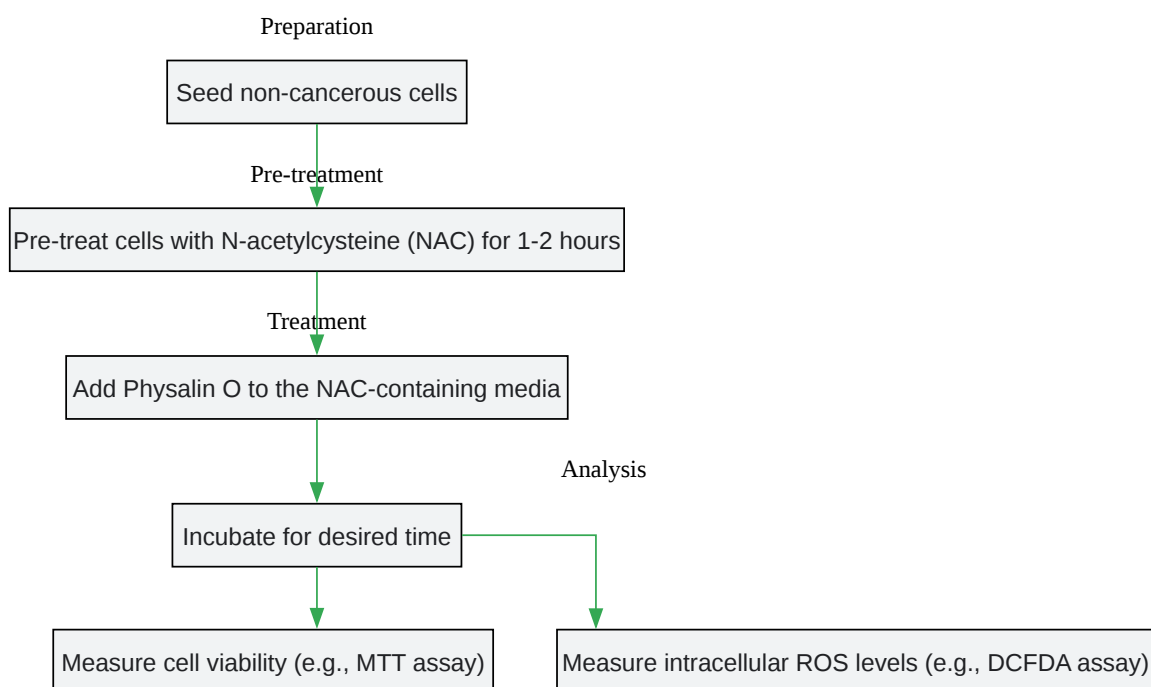 Preparation
Seed non-cancerous cells
Pre-treatment
Pre-treat cells with N-acetylcysteine (NAC) for 1-2 hours
Treatment
Add Physalin O to the NAC-containing media
Analysis
Incubate for desired time
Measure cell viability (e.g., MTT assay)
Measure intracellular ROS levels (e.g., DCFDA assay)